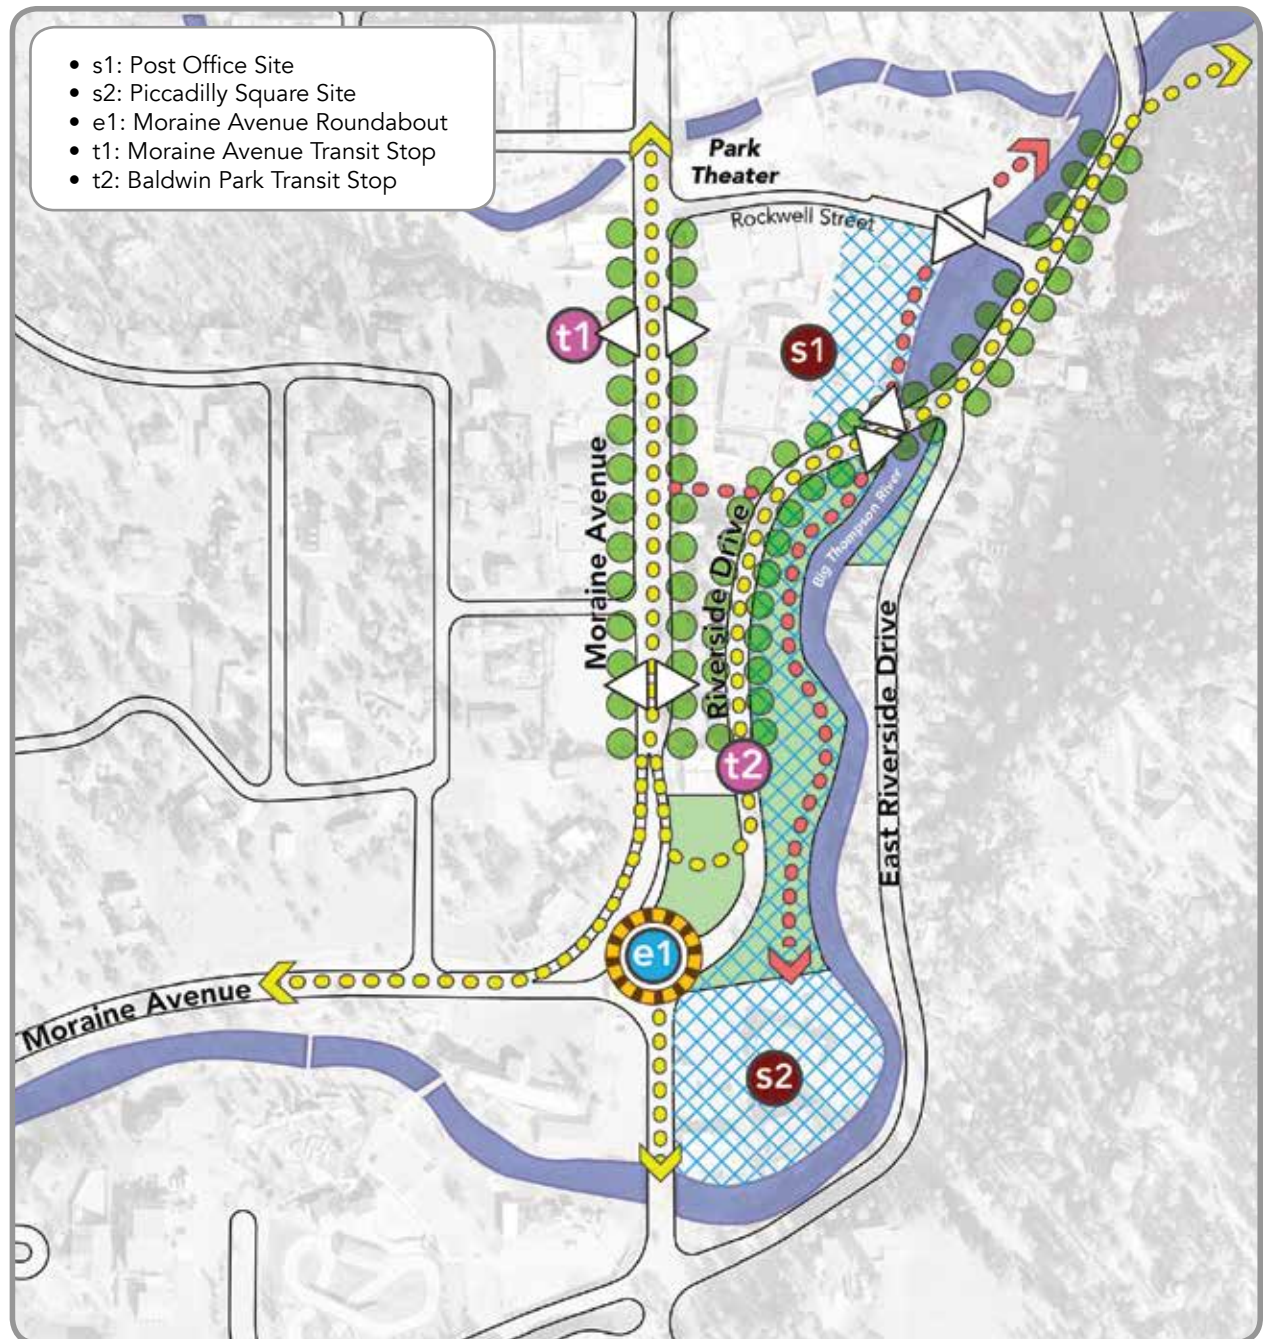 • s1: Post Office Site
• s2: Piccadilly Square Site
• e1: Moraine Avenue Roundabout
• t1: Moraine Avenue Transit Stop
• t2: Baldwin Park Transit Stop
Park
Theater
Rockwell Street
t1
s1
Moraine Avenue
Riverside Drive
Big Thompson River
East Riverside Drive
t2
e1
Moraine Avenue
s2